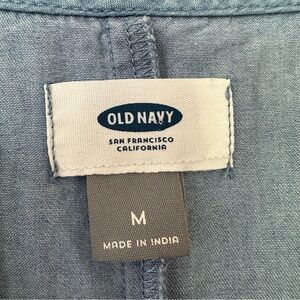 OLD NAVY
SAN FRANCISCO
CALIFORNIA
M
MADE IN INDIA